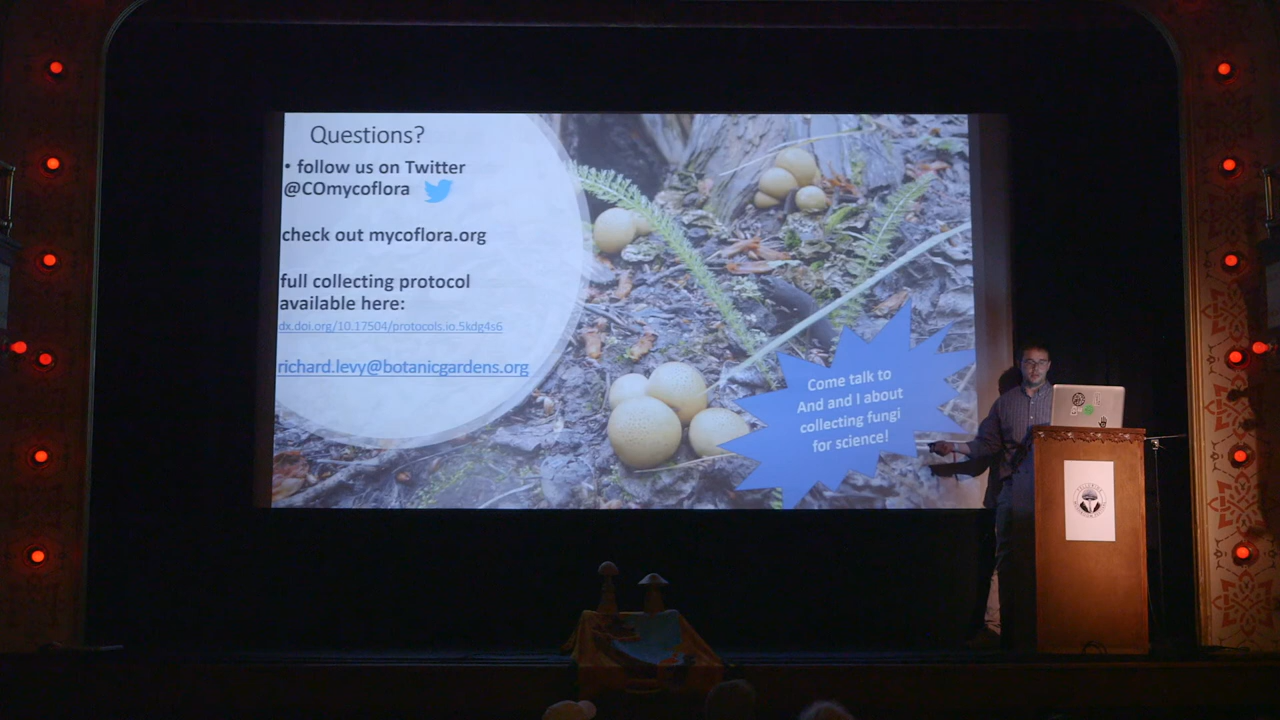 Questions?
• follow us on Twitter
@COmycoflora
check out mycoflora.org
full collecting protocol
available here:
dx.doi.org/10.17504/protocols.io.5kdg4s6
richard.levy@botanicgardens.org
Come talk to
And and I about
collecting fungi
for science!